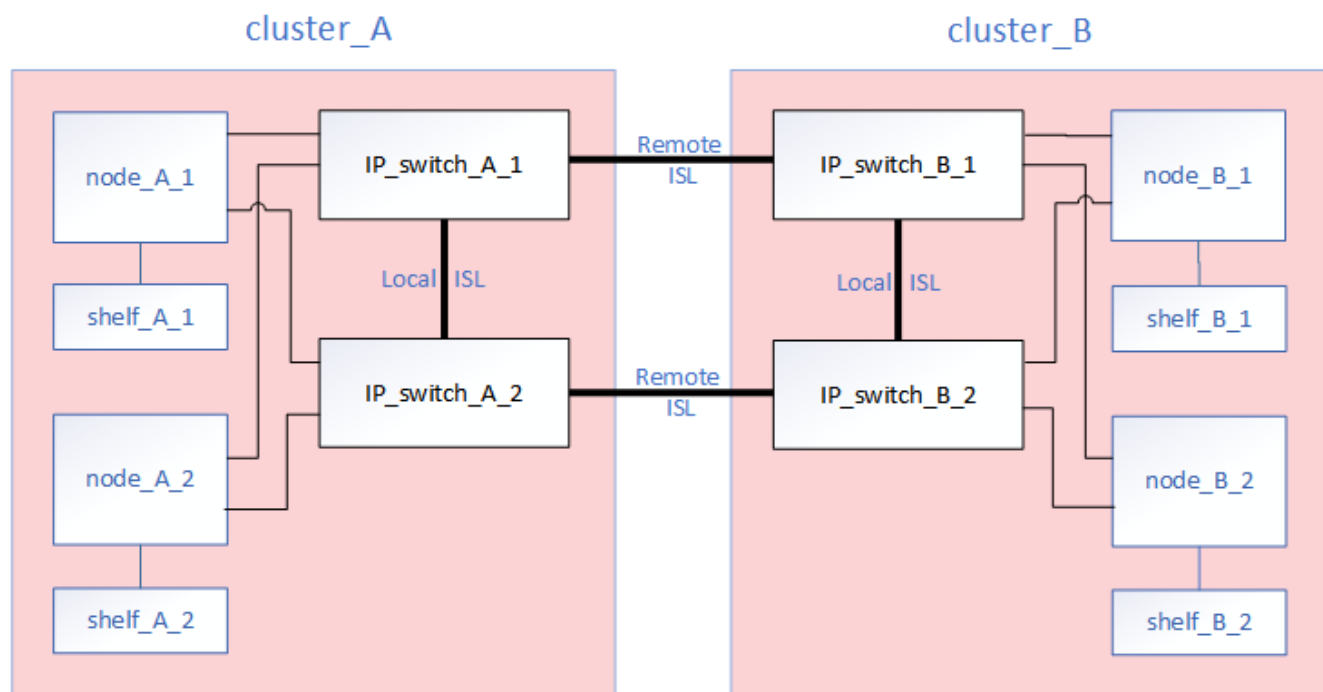 cluster_A
cluster_B
node_A_1
IP_switch_A_1
Remote
ISL
IP_switch_B_1
node_B_1
Local ISL
Local ISL
shelf_A_1
shelf_B_1
IP_switch_A_2
Remote
ISL
IP_switch_B_2
node_A_2
node_B_2
shelf_A_2
shelf_B_2